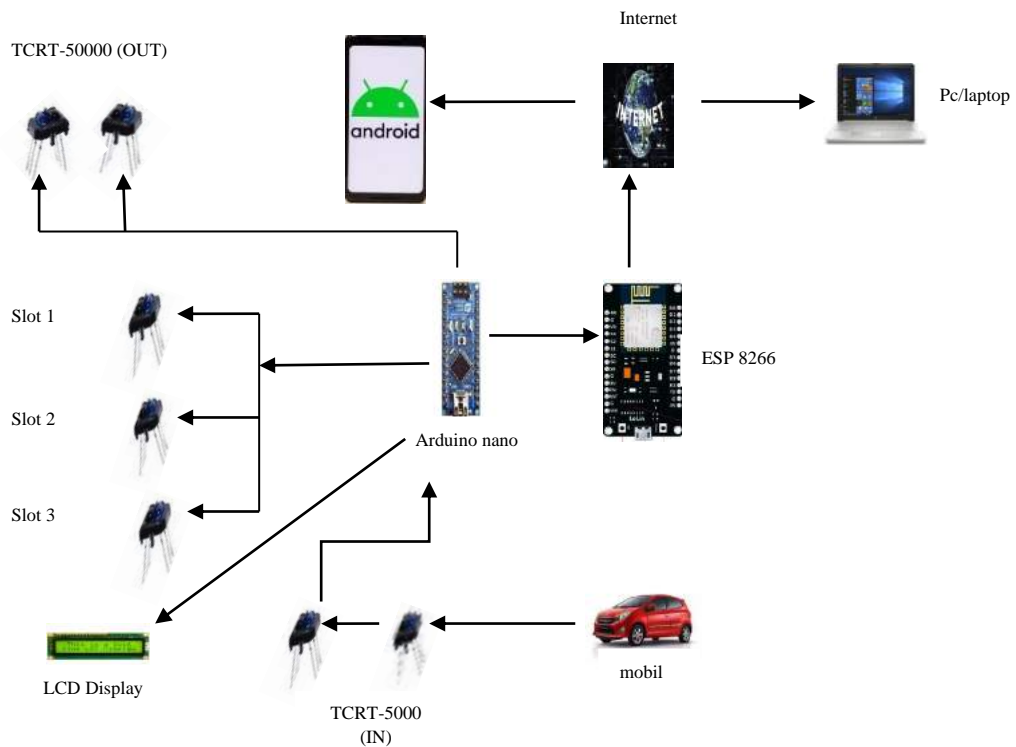 Internet
TCRT-50000 (OUT)
Pc/laptop
INTERNET
android
Slot 1
ESP 8266
Slot 2
Arduino nano
Slot 3
mobil
LCD Display
TCRT-5000
(IN)